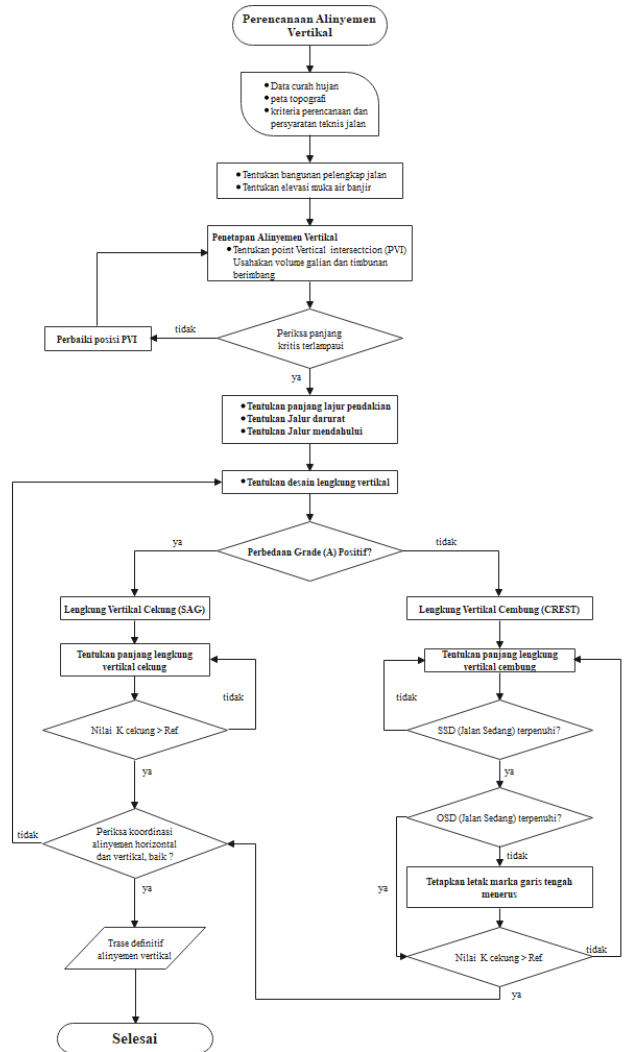 Perencanaan Alinyemen
Vertikal
• Data curah hujan
• peta topografi
• kriteria perencanaan dan
persyaratan teknis jalan
• Tentukan bangunan pelengkap jalan
• Tentukan elevasi muka air banjir
Penetapan Alinyemen Vertikal
• Tentukan point Vertical intersectcion (PVI)
Usahakan volume galian dan timbunan
berimbang
Periksa panjang
kritis terlampaui
tidak
Perbaiki posisi PVI
ya
• Tentukan panjang lajur pendakian
• Tentukan Jalur darurat
• Tentukan Jalur mendahului
• Tentukan desain lengkung vertikal
Perbedaan Grade (A) Positif?
ya
tidak
Lengkung Vertikal Cekung (SAG)
Tentukan panjang lengkung
vertikal cekung
tidak
Nilai K cekung > Ref
ya
Periksa koordinasi
alinyemen horizontal
dan vertikal, baik ?
tidak
ya
Trase definitif
alinyemen vertikal
Selesai
Lengkung Vertikal Cembung (CREST)
Tentukan panjang lengkung
vertikal cembung
tidak
SSD (Jalan Sedang) terpenuhi?
ya
OSD (Jalan Sedang) terpenuhi?
tidak
ya
Tetapkan letak marka garis tengah
menerus
Nilai K cekung > Ref
tidak
ya